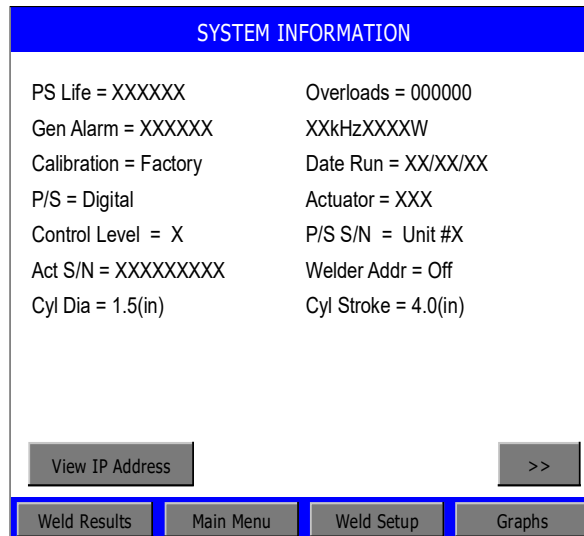 SYSTEM INFORMATION
PS Life = XXXXXX
Overloads = 000000
Gen Alarm = XXXXXX
XXkHzXXXXW
Calibration = Factory
Date Run = XX/XX/XX
P/S = Digital
Actuator = XXX
Control Level = X
P/S S/N = Unit #X
Act S/N = XXXXXXXXX
Welder Addr = Off
Cyl Dia = 1.5(in)
Cyl Stroke = 4.0(in)
View IP Address
>>
Weld Results
Main Menu
Weld Setup
Graphs